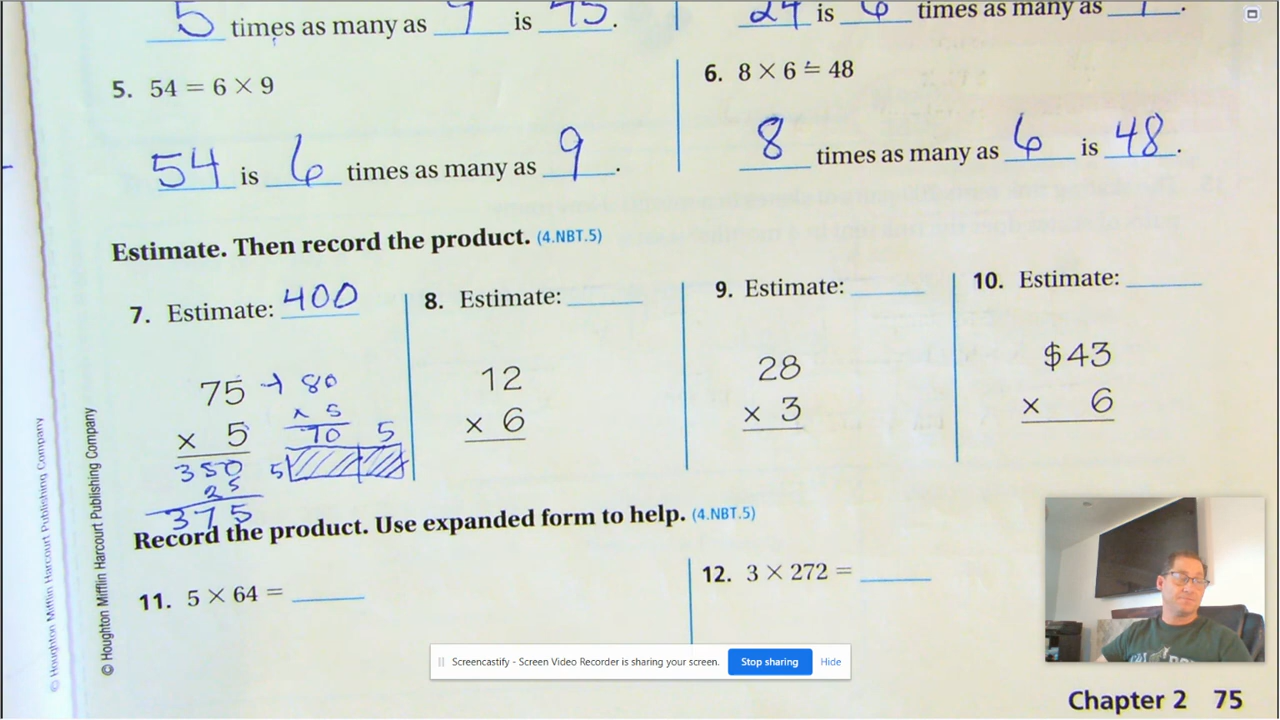 5 times as many as 9 is 45.
24 is 6 times as many as
5. 54 = 6 × 9
6. 8 × 6 = 48
54 is 6 times as many as 9.
8 times as many as 6 is 48.
Estimate. Then record the product. (4.NBT.5)
7. Estimate: 400
8. Estimate:
9. Estimate:
10. Estimate:
75 → 80
× 5
× 5
350
25
375
70 5
5
12
× 6
28
× 3
$43
× 6
Record the product. Use expanded form to help. (4.NBT.5)
11. 5 × 64 =
12. 3 × 272 =
© Houghton Mifflin Harcourt Publishing Company
© Houghton Mifflin Harcourt Publishing Company
Screencastify - Screen Video Recorder is sharing your screen.
Stop sharing
Hide
Chapter 2 75